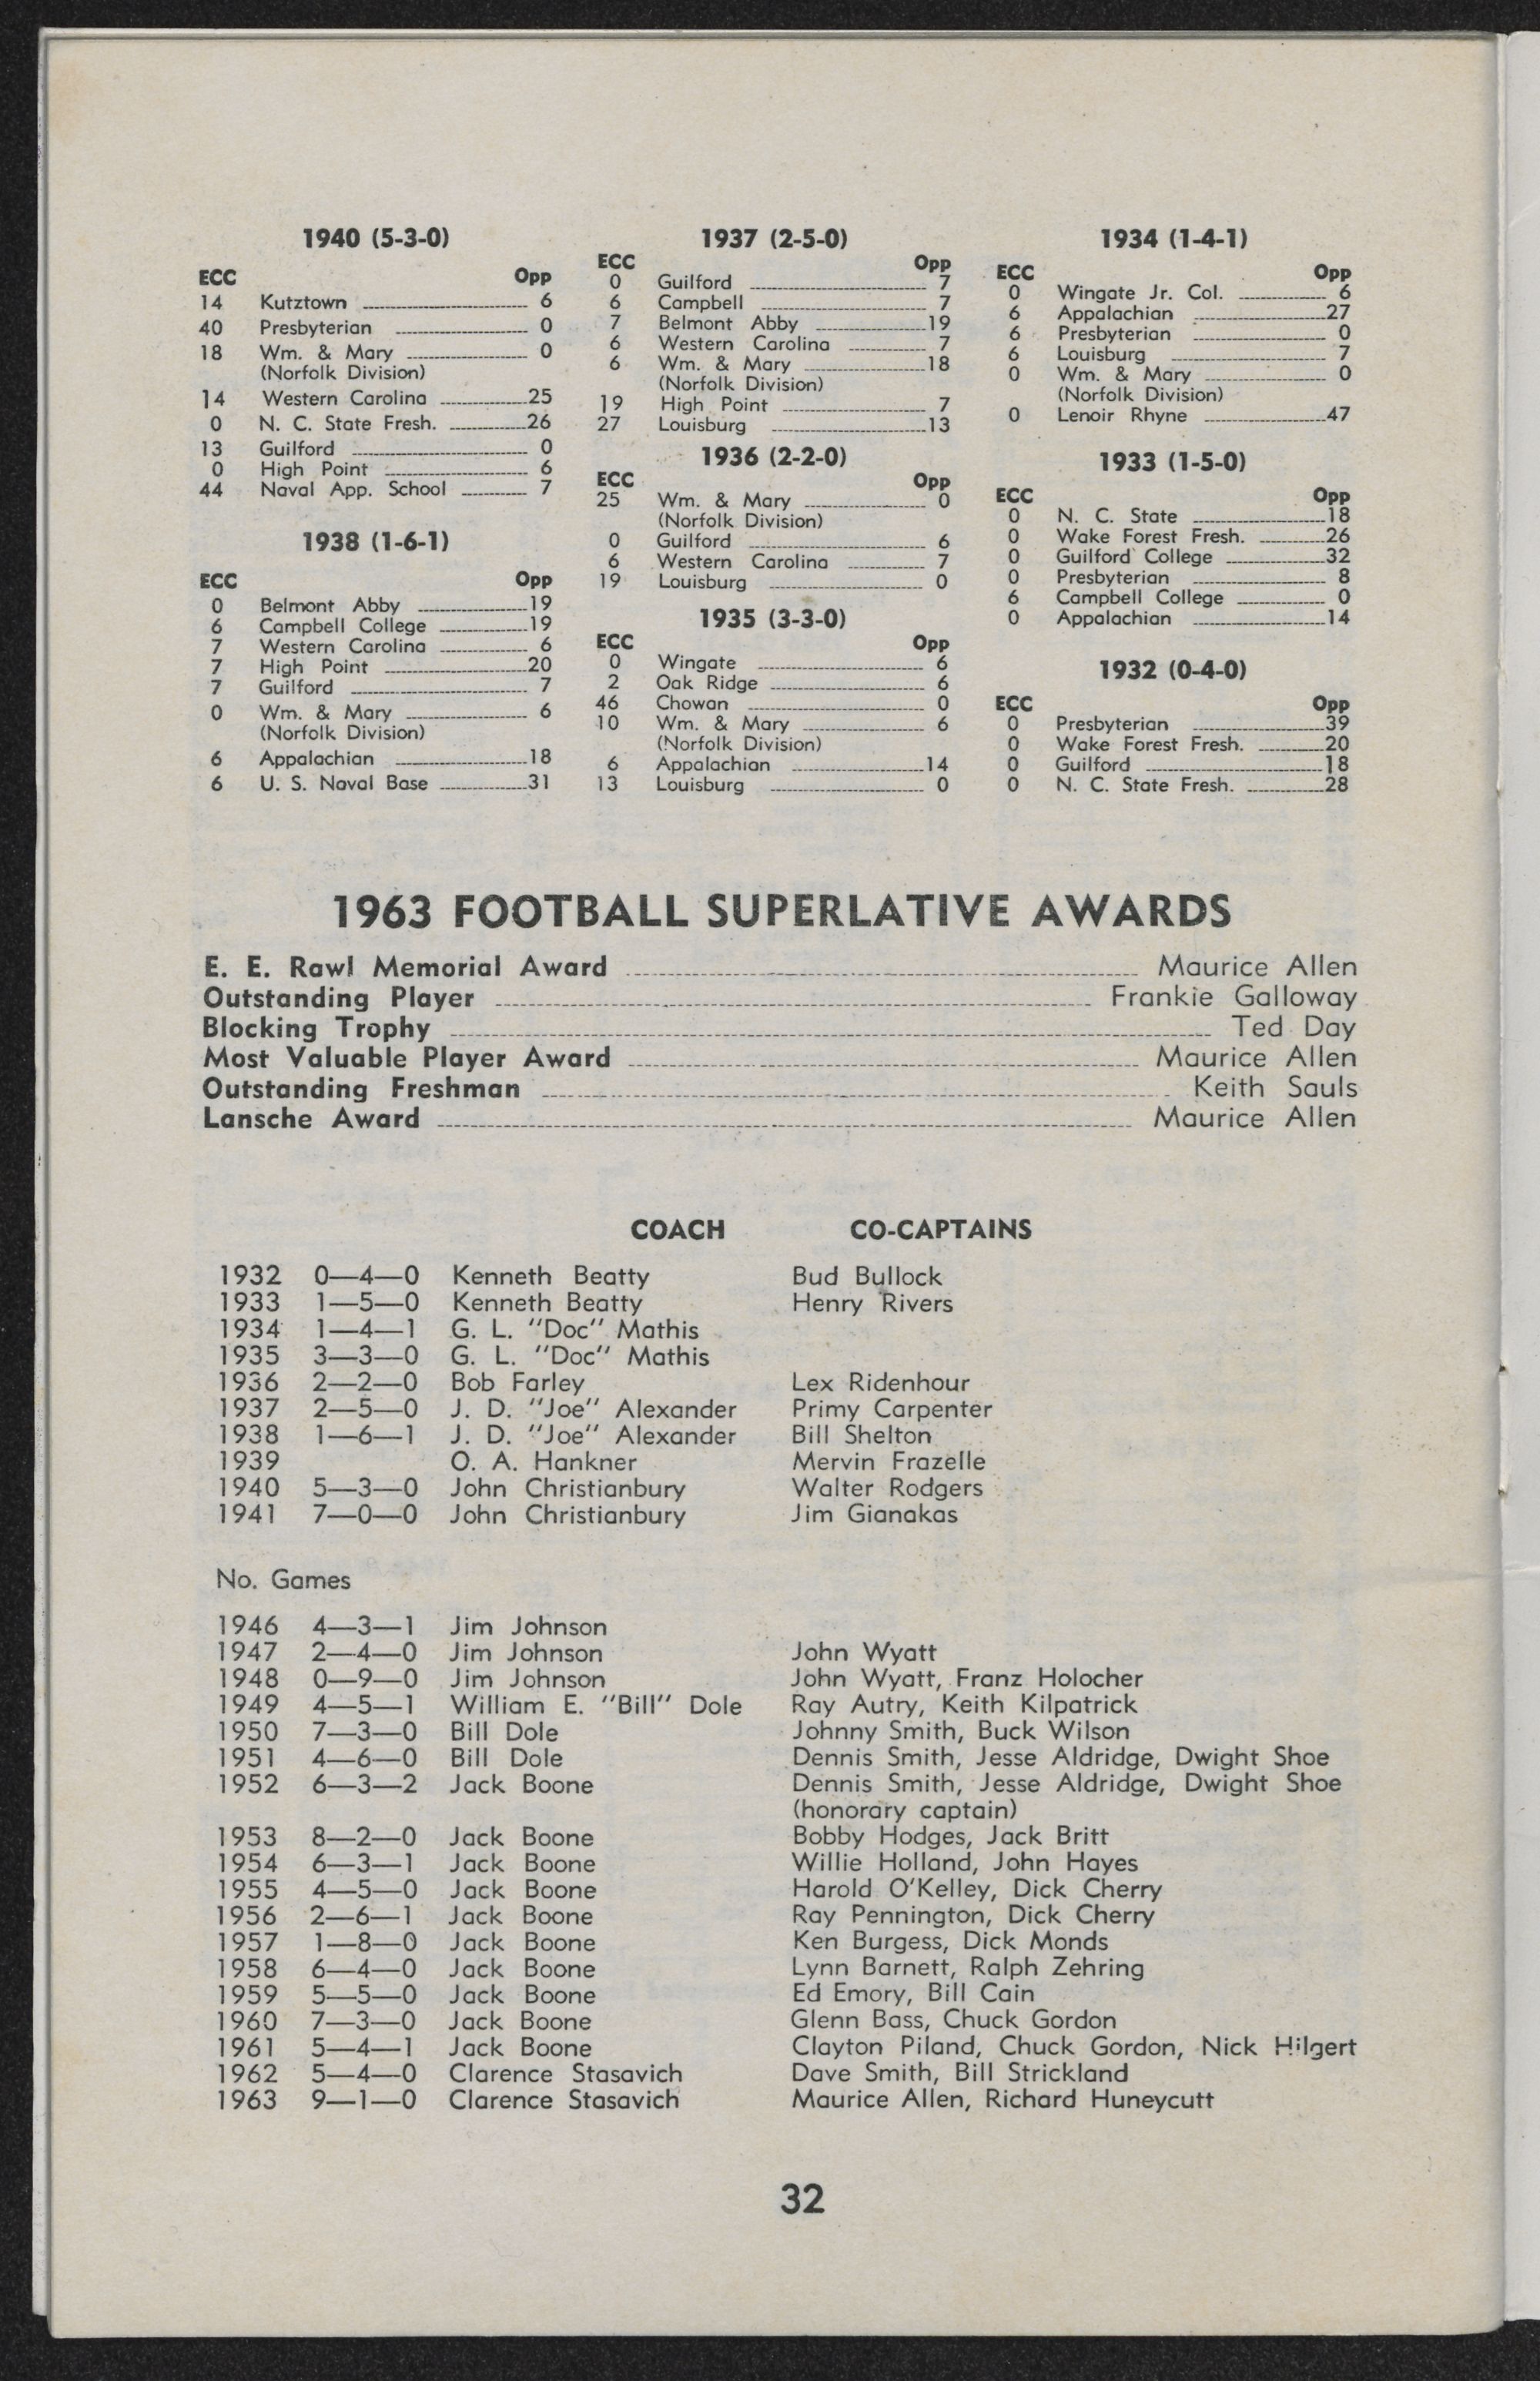 1940 (5-3-0)
ECC Opp
14 Kutztown 6
40 Presbyterian 0
18 Wm. & Mary 0
(Norfolk Division)
14 Western Carolina 25
0 N. C. State Fresh. 26
13 Guilford 0
0 High Point 6
44 Naval App. School 7
1938 (1-6-1)
ECC Opp
0 Belmont Abby 19
6 Campbell College 19
7 Western Carolina 6
7 High Point 20
7 Guilford 7
0 Wm. & Mary 6
(Norfolk Division)
6 Appalachian 18
6 U. S. Naval Base 31
1937 (2-5-0)
ECC Opp
0 Guilford 7
6 Campbell 7
7 Belmont Abby 19
6 Western Carolina 7
6 Wm. & Mary 18
(Norfolk Division)
19 High Point 7
27 Louisburg 13
1936 (2-2-0)
ECC Opp
25 Wm. & Mary 0
(Norfolk Division)
0 Guilford 6
6 Western Carolina 7
19 Louisburg 0
1935 (3-3-0)
ECC Opp
0 Wingate 6
2 Oak Ridge 6
46 Chowan 0
10 Wm. & Mary 6
(Norfolk Division)
6 Appalachian 14
13 Louisburg 0
1934 (1-4-1)
ECC Opp
0 Wingate Jr. Col. 6
6 Appalachian 27
6 Presbyterian 0
6 Louisburg 7
0 Wm. & Mary 0
(Norfolk Division)
0 Lenoir Rhyne 47
1933 (1-5-0)
ECC Opp
0 N. C. State 18
0 Wake Forest Fresh. 26
0 Guilford College 32
0 Presbyterian 8
6 Campbell College 0
0 Appalachian 14
1932 (0-4-0)
ECC Opp
0 Presbyterian 39
0 Wake Forest Fresh. 20
0 Guilford 18
0 N. C. State Fresh. 28
1963 FOOTBALL SUPERLATIVE AWARDS
E. E. Rawl Memorial Award Maurice Allen
Outstanding Player Frankie Galloway
Blocking Trophy Ted Day
Most Valuable Player Award Maurice Allen
Outstanding Freshman Keith Sauls
Lansche Award Maurice Allen
COACH CO-CAPTAINS
1932 0—4—0 Kenneth Beatty Bud Bullock
1933 1—5—0 Kenneth Beatty Henry Rivers
1934 1—4—1 G. L. "Doc" Mathis
1935 3—3—0 G. L. "Doc" Mathis
1936 2—2—0 Bob Farley Lex Ridenhour
1937 2—5—0 J. D. "Joe" Alexander Primy Carpenter
1938 1—6—1 J. D. "Joe" Alexander Bill Shelton
1939 O. A. Hankner Mervin Frazelle
1940 5—3—0 John Christianbury Walter Rodgers
1941 7—0—0 John Christianbury Jim Gianakas
No. Games
1946 4—3—1 Jim Johnson
1947 2—4—0 Jim Johnson John Wyatt
1948 0—9—0 Jim Johnson John Wyatt, Franz Holocher
1949 4—5—1 William E. "Bill" Dole Ray Autry, Keith Kilpatrick
1950 7—3—0 Bill Dole Johnny Smith, Buck Wilson
1951 4—6—0 Bill Dole Dennis Smith, Jesse Aldridge, Dwight Shoe
1952 6—3—2 Jack Boone Dennis Smith, Jesse Aldridge, Dwight Shoe
(honorary captain)
1953 8—2—0 Jack Boone Bobby Hodges, Jack Britt
1954 6—3—1 Jack Boone Willie Holland, John Hayes
1955 4—5—0 Jack Boone Harold O'Kelley, Dick Cherry
1956 2—6—1 Jack Boone Ray Pennington, Dick Cherry
1957 1—8—0 Jack Boone Ken Burgess, Dick Monds
1958 6—4—0 Jack Boone Lynn Barnett, Ralph Zehring
1959 5—5—0 Jack Boone Ed Emory, Bill Cain
1960 7—3—0 Jack Boone Glenn Bass, Chuck Gordon
1961 5—4—1 Jack Boone Clayton Piland, Chuck Gordon, Nick Hilgert
1962 5—4—0 Clarence Stasavich Dave Smith, Bill Strickland
1963 9—1—0 Clarence Stasavich Maurice Allen, Richard Huneycutt
32